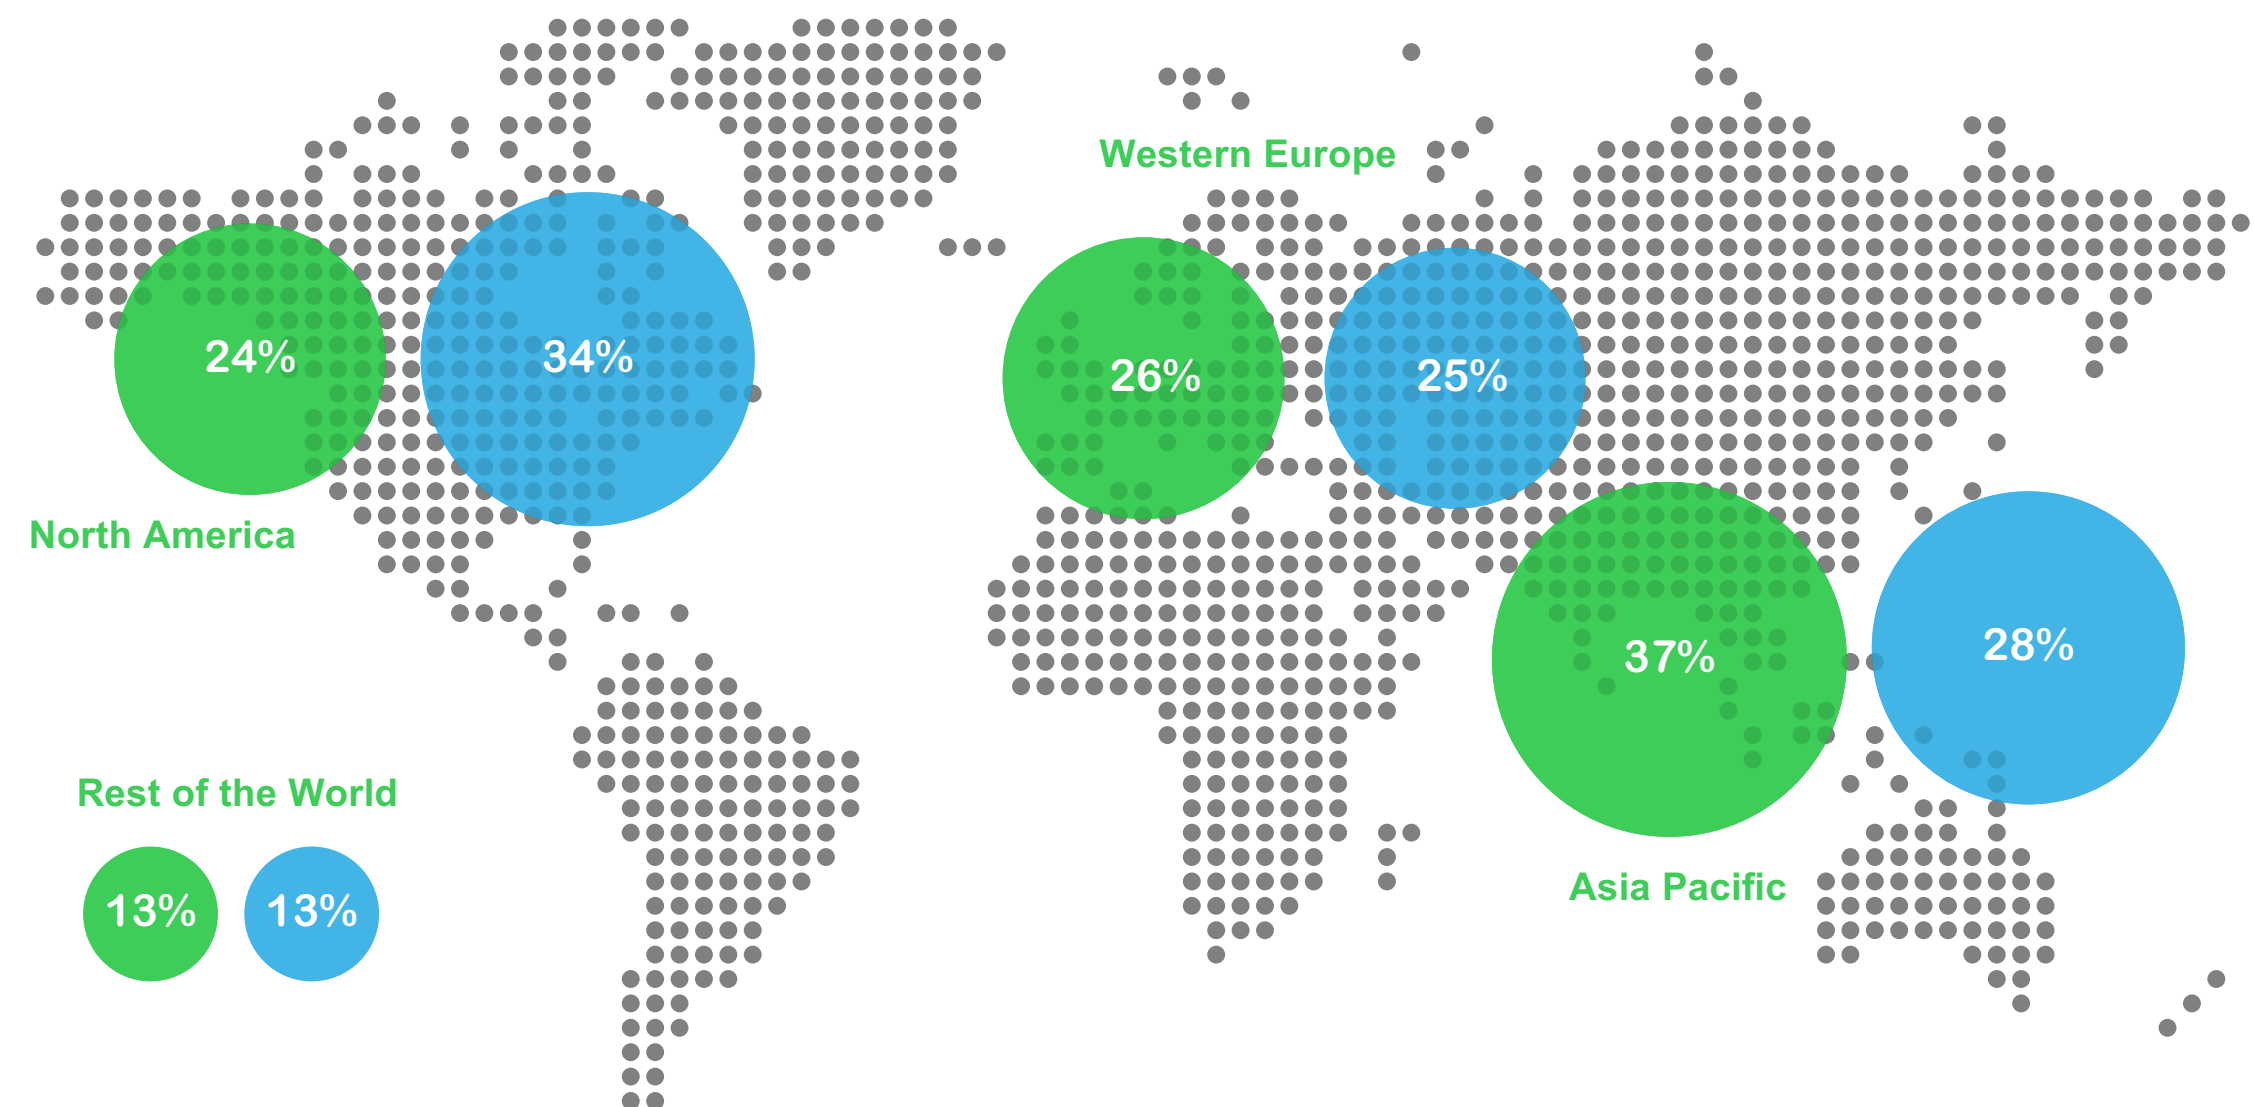 Western Europe
24%
34%
26%
25%
North America
37%
28%
Rest of the World
13%
13%
Asia Pacific